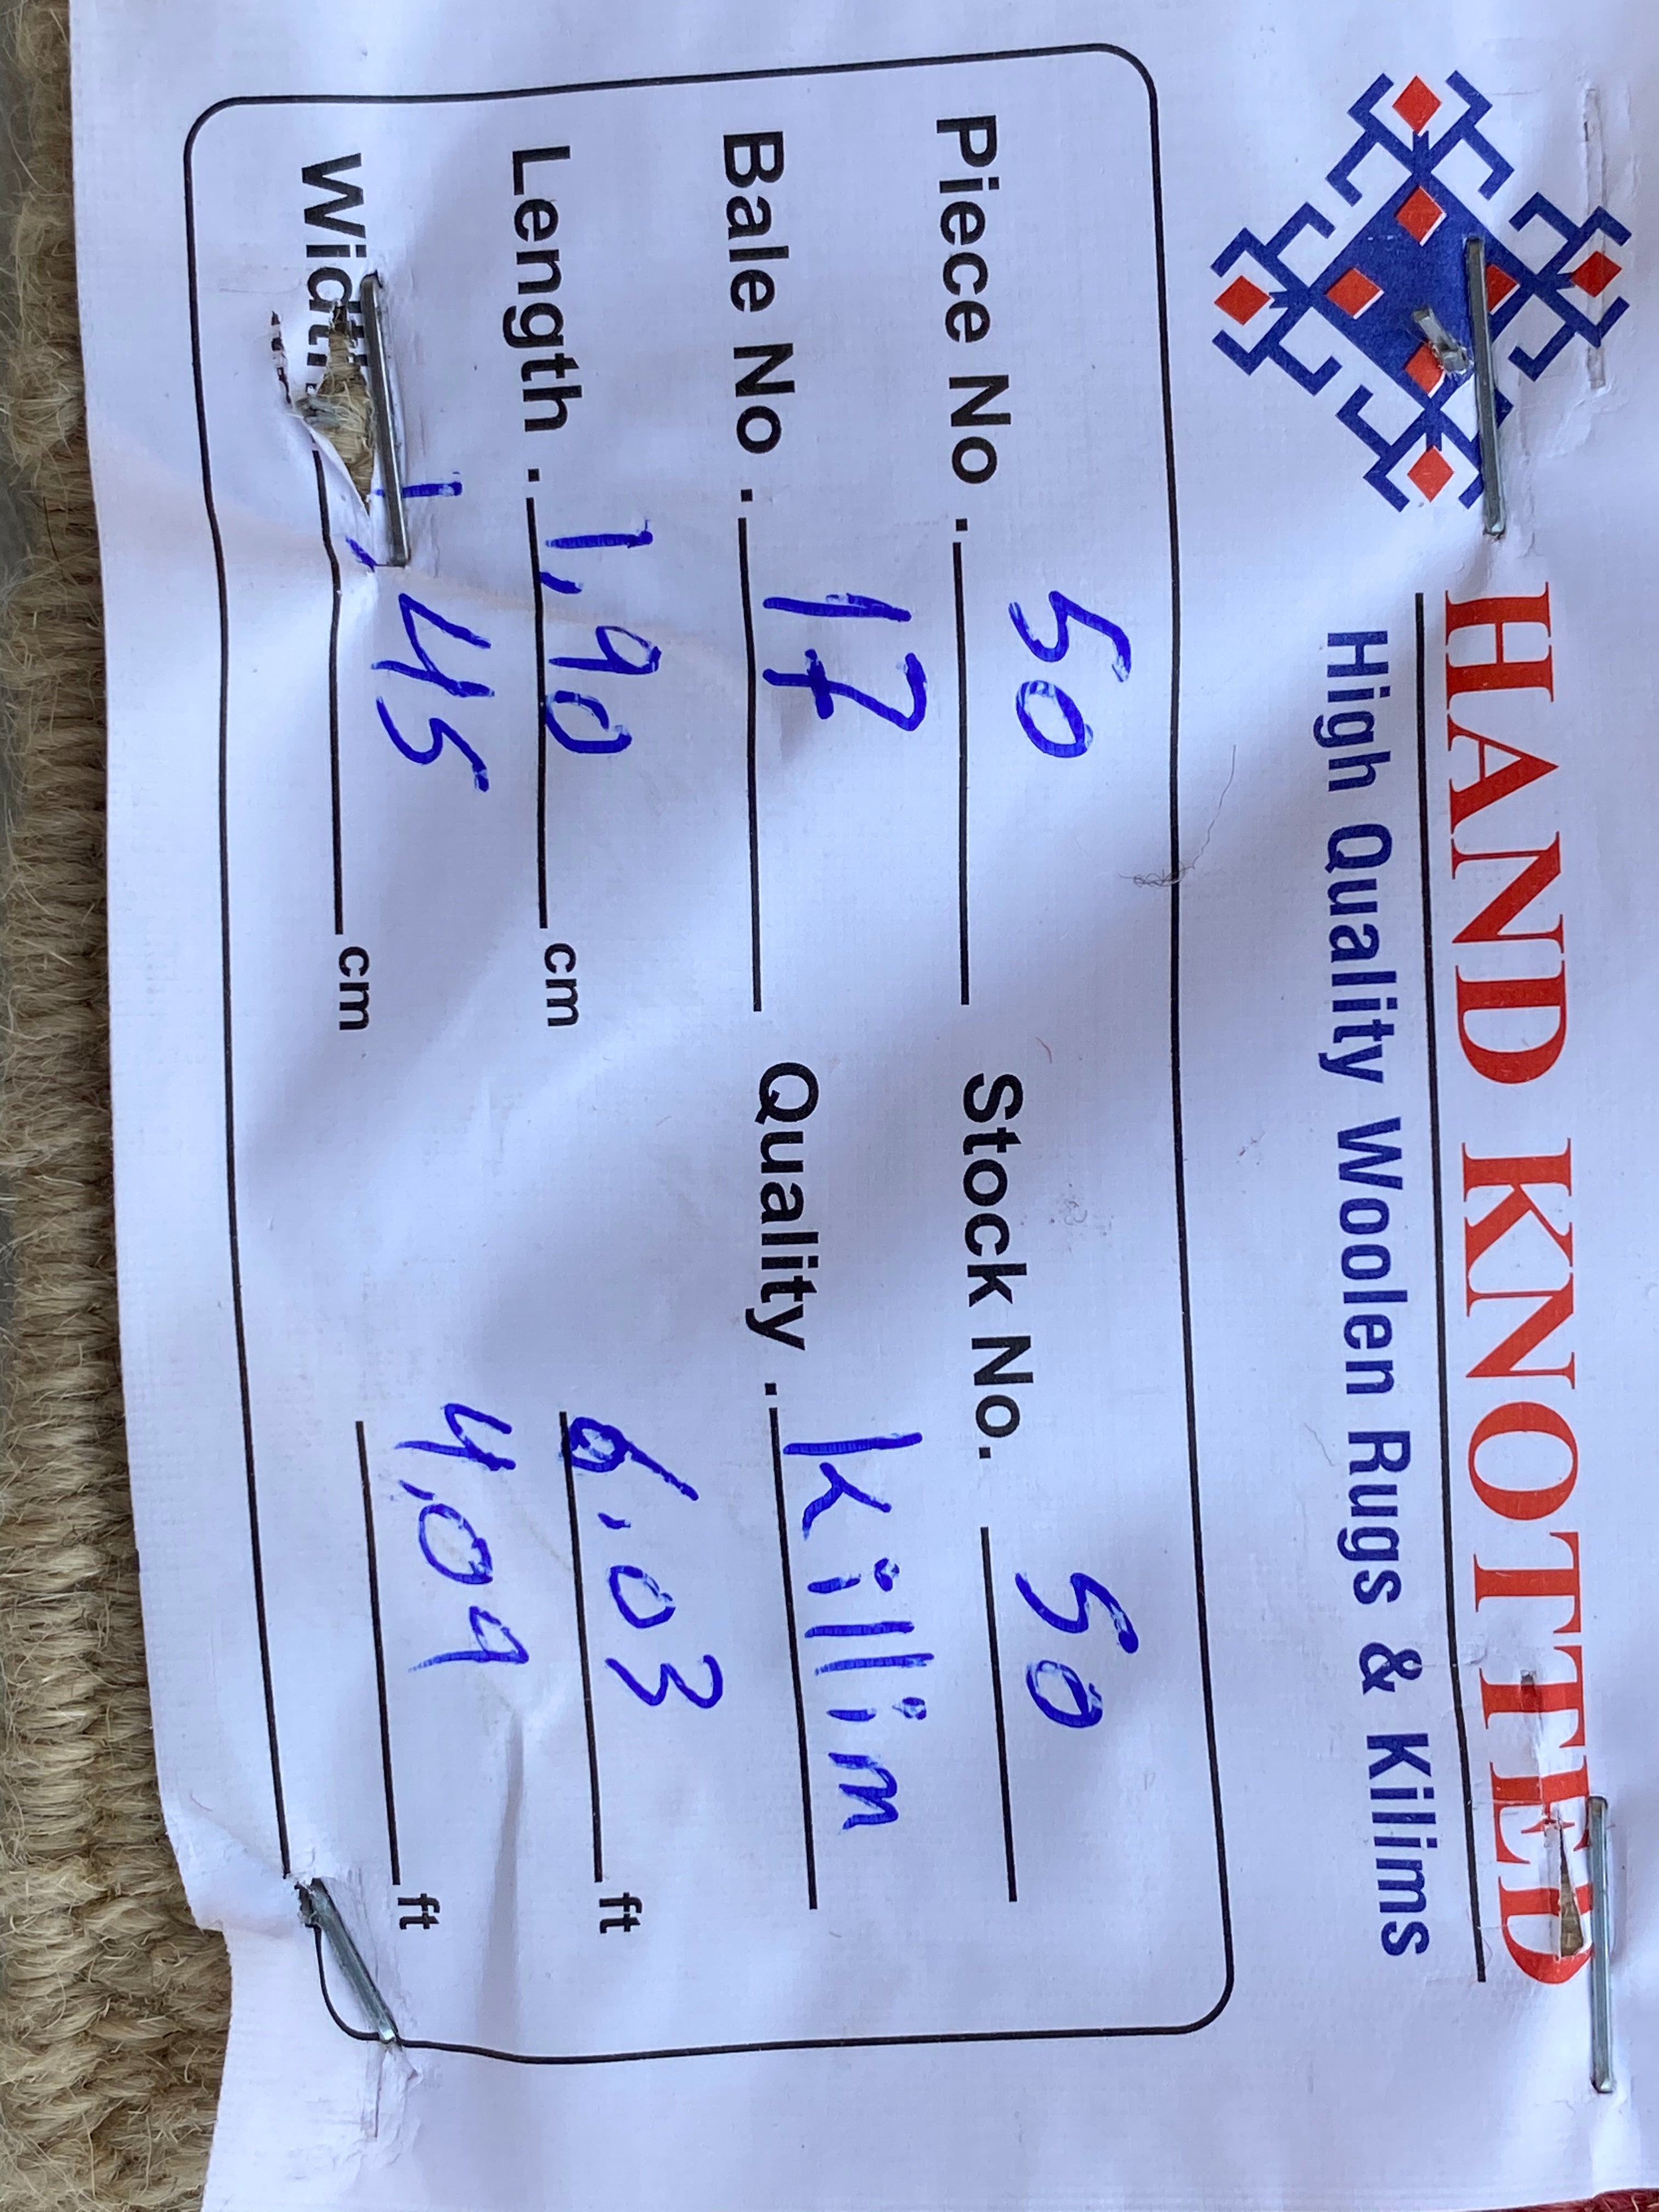 HAND KNOTTED
High Quality Woolen Rugs & Kilims
Piece No . 50 Stock No. 50
Bale No . 17 Quality . killim
Length . 1,90 cm 6.03 ft
Width 1,45 cm 4.09 ft